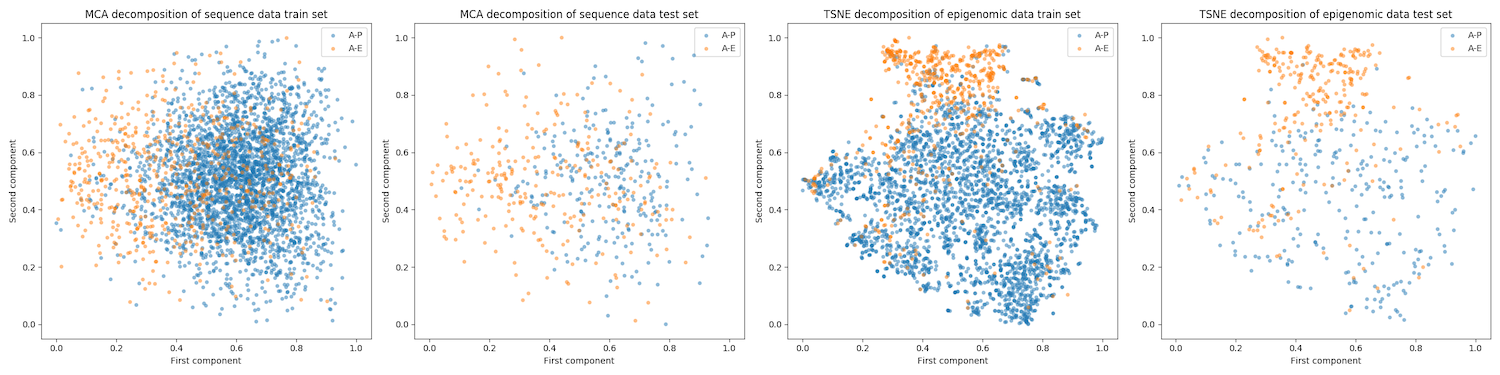 MCA decomposition of sequence data train set
A-P
A-E
1.0
0.8
0.6
0.4
0.2
0.0
Second component
0.0 0.2 0.4 0.6 0.8 1.0
First component
MCA decomposition of sequence data test set
A-P
A-E
1.0
0.8
0.6
0.4
0.2
0.0
Second component
0.0 0.2 0.4 0.6 0.8 1.0
First component
TSNE decomposition of epigenomic data train set
A-P
A-E
1.0
0.8
0.6
0.4
0.2
0.0
Second component
0.0 0.2 0.4 0.6 0.8 1.0
First component
TSNE decomposition of epigenomic data test set
A-P
A-E
1.0
0.8
0.6
0.4
0.2
0.0
Second component
0.0 0.2 0.4 0.6 0.8 1.0
First component